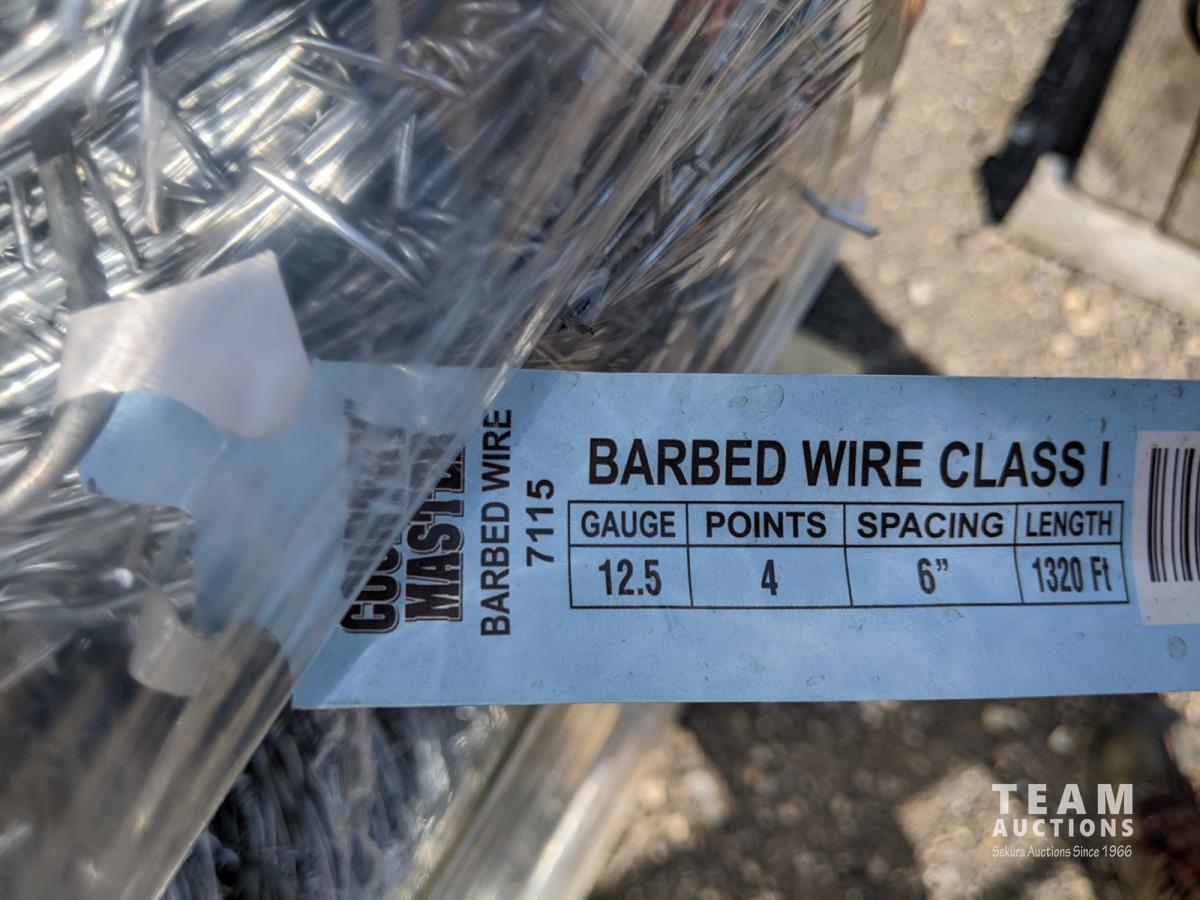 MASTER
BARBED WIRE
7115
BARBED WIRE CLASS I
GAUGE POINTS SPACING LENGTH
12.5 4 6” 1320 Ft
TEAM
AUCTIONS
Sekura Auctions Since 1966